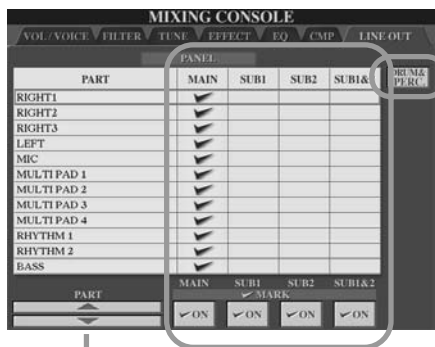 MIXING CONSOLE
VOL/VOICE FILTER TUNE EFFECT EQ CMP LINE OUT
PANEL
PART MAIN SUB1 SUB2 SUB1& DRUM& PERC.
RIGHT1
RIGHT2
RIGHT3
LEFT
MIC
MULTI PAD 1
MULTI PAD 2
MULTI PAD 3
MULTI PAD 4
RHYTHM 1
RHYTHM 2
BASS
MAIN SUB1 SUB2 SUB1&2
PART MARK
ON ON ON ON